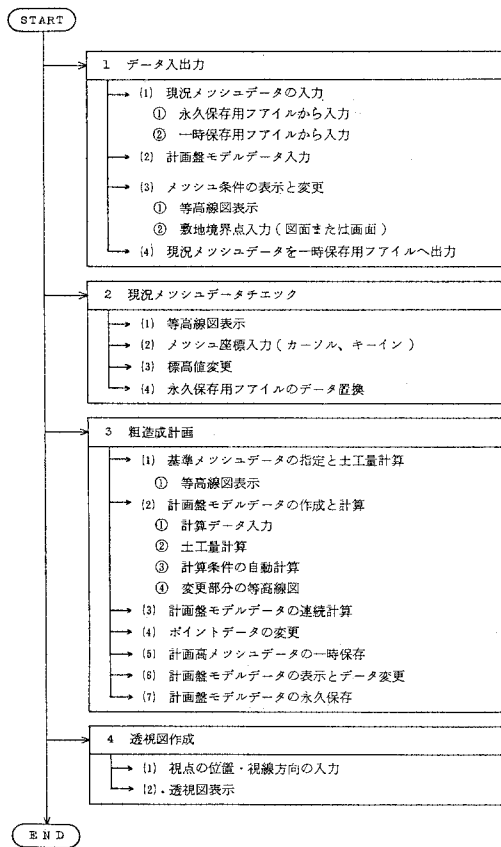 START
1 データ入出力
(1) 現況メッシュデータの入力
① 永久保存用フアイルから入力
② 一時保存用フアイルから入力
(2) 計画盤モデルデータ入力
(3) メッシュ条件の表示と変更
① 等高線図表示
② 敷地境界点入力(図面または画面)
(4) 現況メッシュデータを一時保存用フアイルへ出力
2 現況メッシュデータチエック
(1) 等高線図表示
(2) メッシュ座標入力(カーソル、キーイン)
(3) 標高値変更
(4) 永久保存用フアイルのデータ置換
3 粗造成計画
(1) 基準メッシュデータの指定と土工量計算
① 等高線図表示
(2) 計画盤モデルデータの作成と計算
① 計算データ入力
② 土工量計算
③ 計算条件の自動計算
④ 変更部分の等高線図
(3) 計画盤モデルデータの連続計算
(4) ポイントデータの変更
(5) 計画高メッシュデータの一時保存
(6) 計画盤モデルデータの表示とデータ変更
(7) 計画盤モデルデータの永久保存
4 透視図作成
(1) 視点の位置・視線方向の入力
(2).透視図表示
END